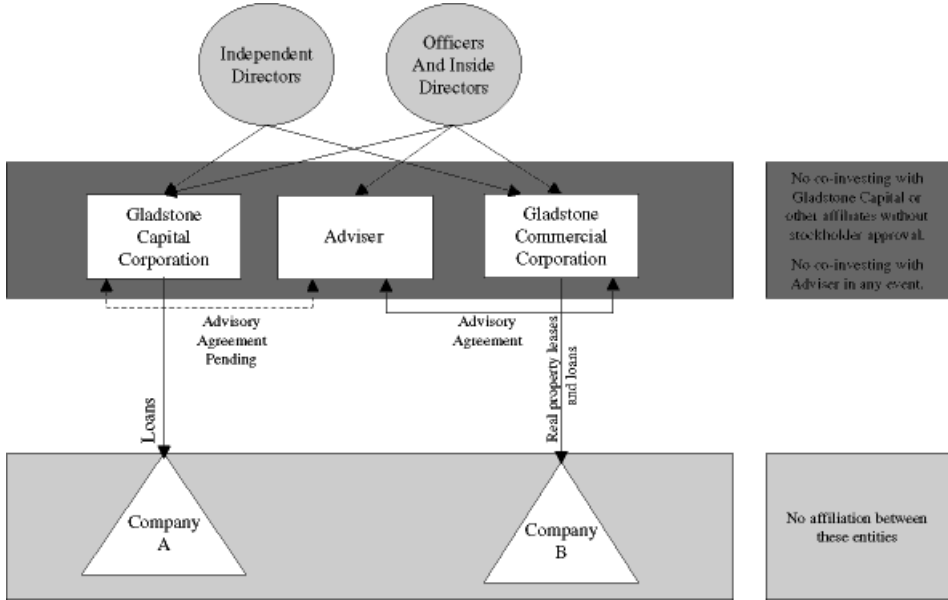 Independent
Directors
Officers
And Inside
Directors
Gladstone
Capital
Corporation
Adviser
Gladstone
Commercial
Corporation
No co-investing with
Gladstone Capital or
other affiliates without
stockholder approval.
No co-investing with
Adviser in any event.
Advisory
Agreement
Pending
Advisory
Agreement
Loans
Real property leases
and loans
Company
A
Company
B
No affiliation between
these entities